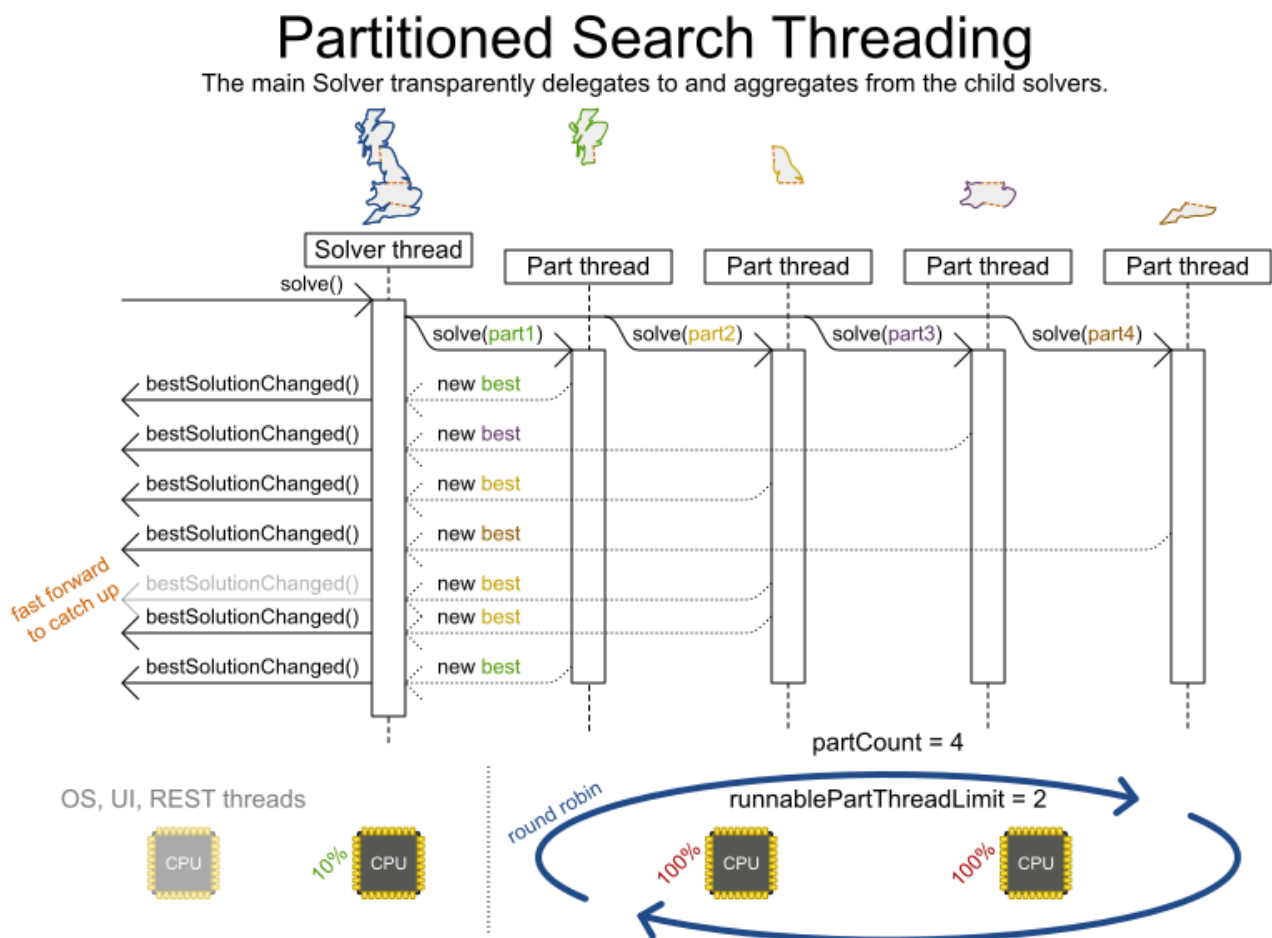 Partitioned Search Threading
The main Solver transparently delegates to and aggregates from the child solvers.
Solver thread
Part thread
Part thread
Part thread
Part thread
solve()
solve(part1)
solve(part2)
solve(part3)
solve(part4)
bestSolutionChanged()
new best
bestSolutionChanged()
new best
bestSolutionChanged()
new best
bestSolutionChanged()
new best
fast forward
to catch up
bestSolutionChanged()
new best
bestSolutionChanged()
new best
bestSolutionChanged()
new best
partCount = 4
OS, UI, REST threads
round robin
runnablePartThreadLimit = 2
CPU
10%
CPU
100%
CPU
100%
CPU